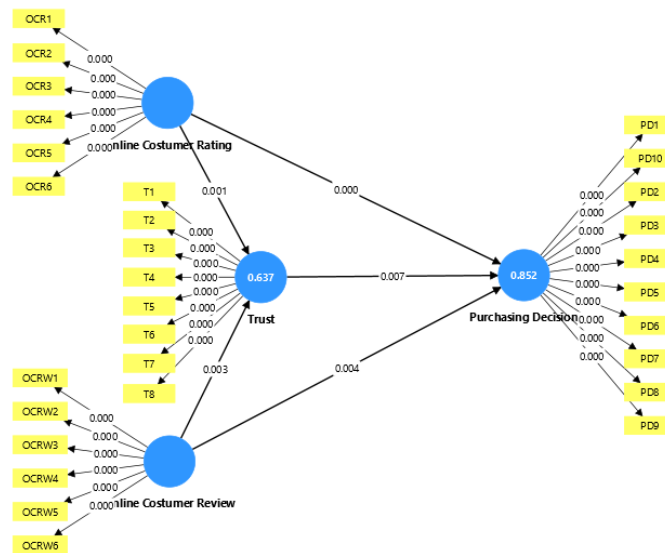 OCR1
OCR2
OCR3
OCR4
OCR5
OCR6
0.000
0.000
0.000
0.000
0.000
0.000
nline Costumer Rating
0.001
0.000
T1
T2
T3
T4
T5
T6
T7
T8
0.000
0.000
0.000
0.000
0.000
0.000
0.000
0.000
0.637
Trust
0.007
0.003
0.004
OCRW1
OCRW2
OCRW3
OCRW4
OCRW5
OCRW6
0.000
0.000
0.000
0.000
0.000
0.000
nline Costumer Review
0.852
Purchasing Decision
0.000
0.000
0.000
0.000
0.000
0.000
0.000
0.000
0.000
0.000
PD1
PD10
PD2
PD3
PD4
PD5
PD6
PD7
PD8
PD9